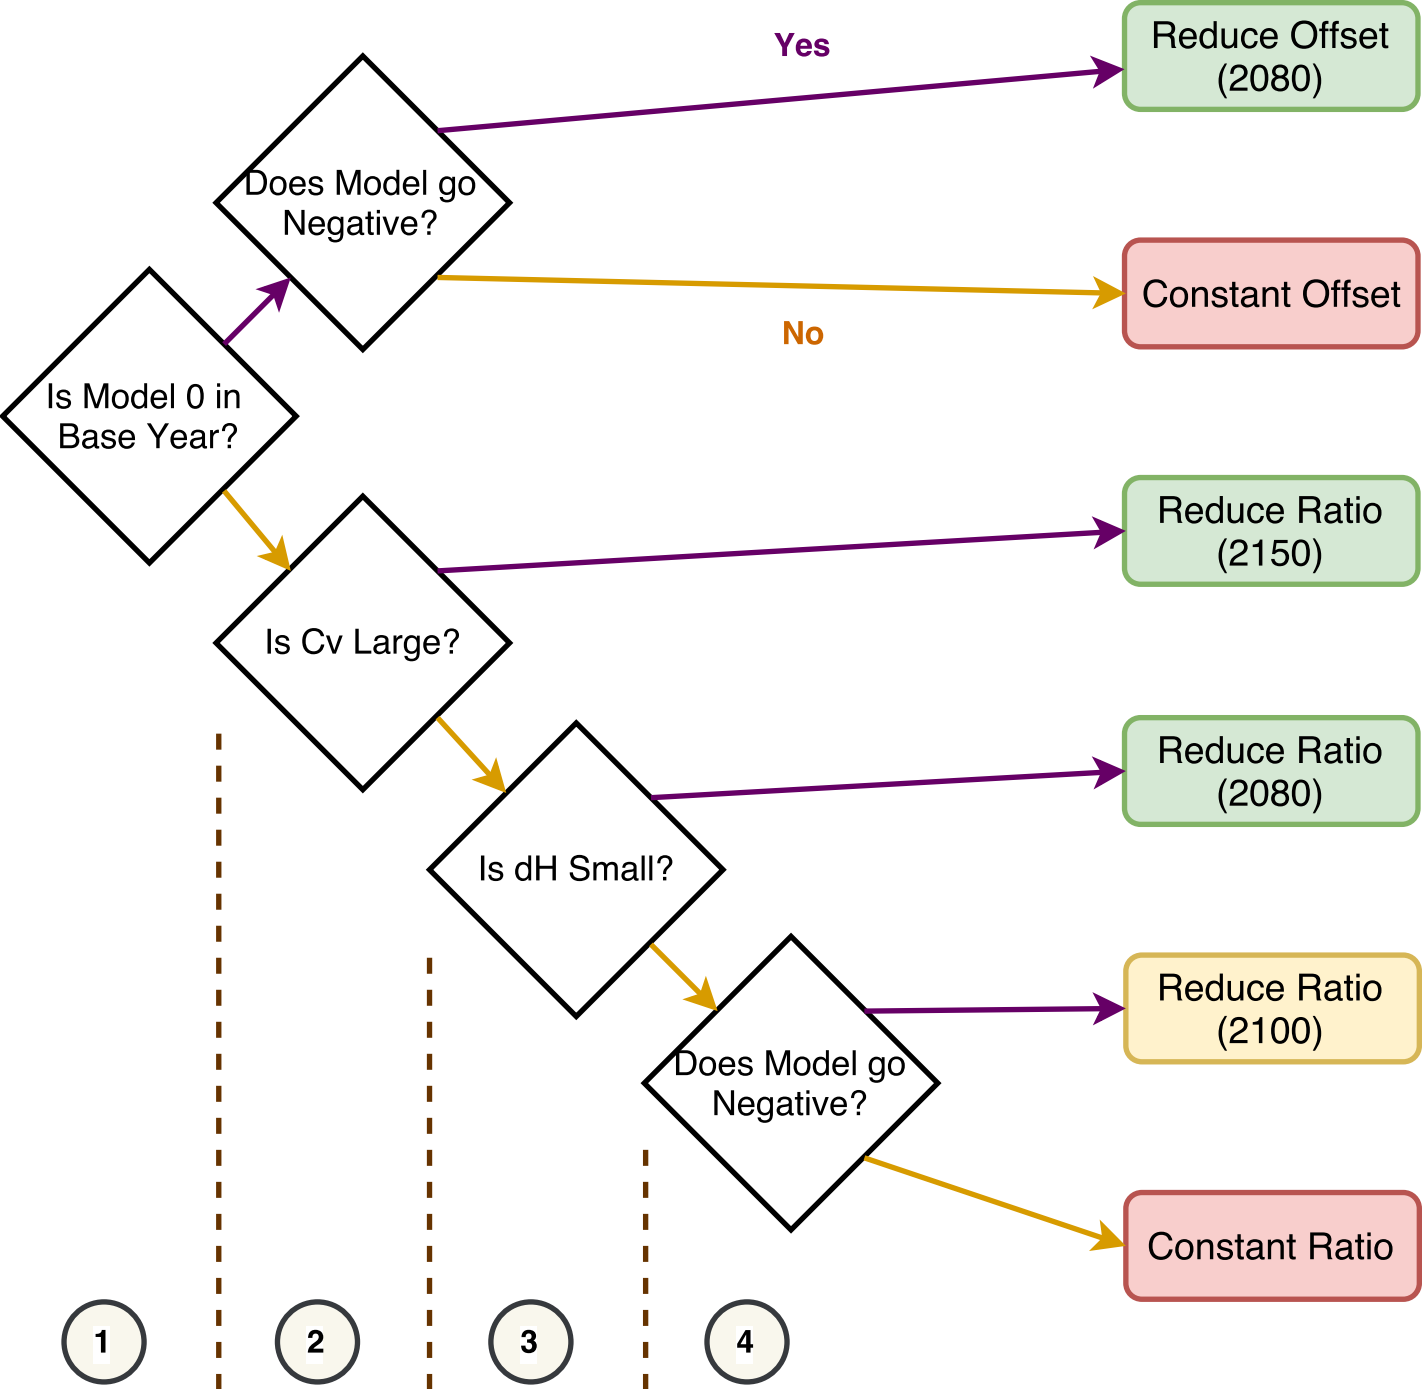 Yes
Reduce Offset
(2080)
Does Model go
Negative?
Constant Offset
No
Is Model 0 in
Base Year?
Reduce Ratio
(2150)
Is Cv Large?
Reduce Ratio
(2080)
Is dH Small?
Reduce Ratio
(2100)
Does Model go
Negative?
Constant Ratio
1
2
3
4